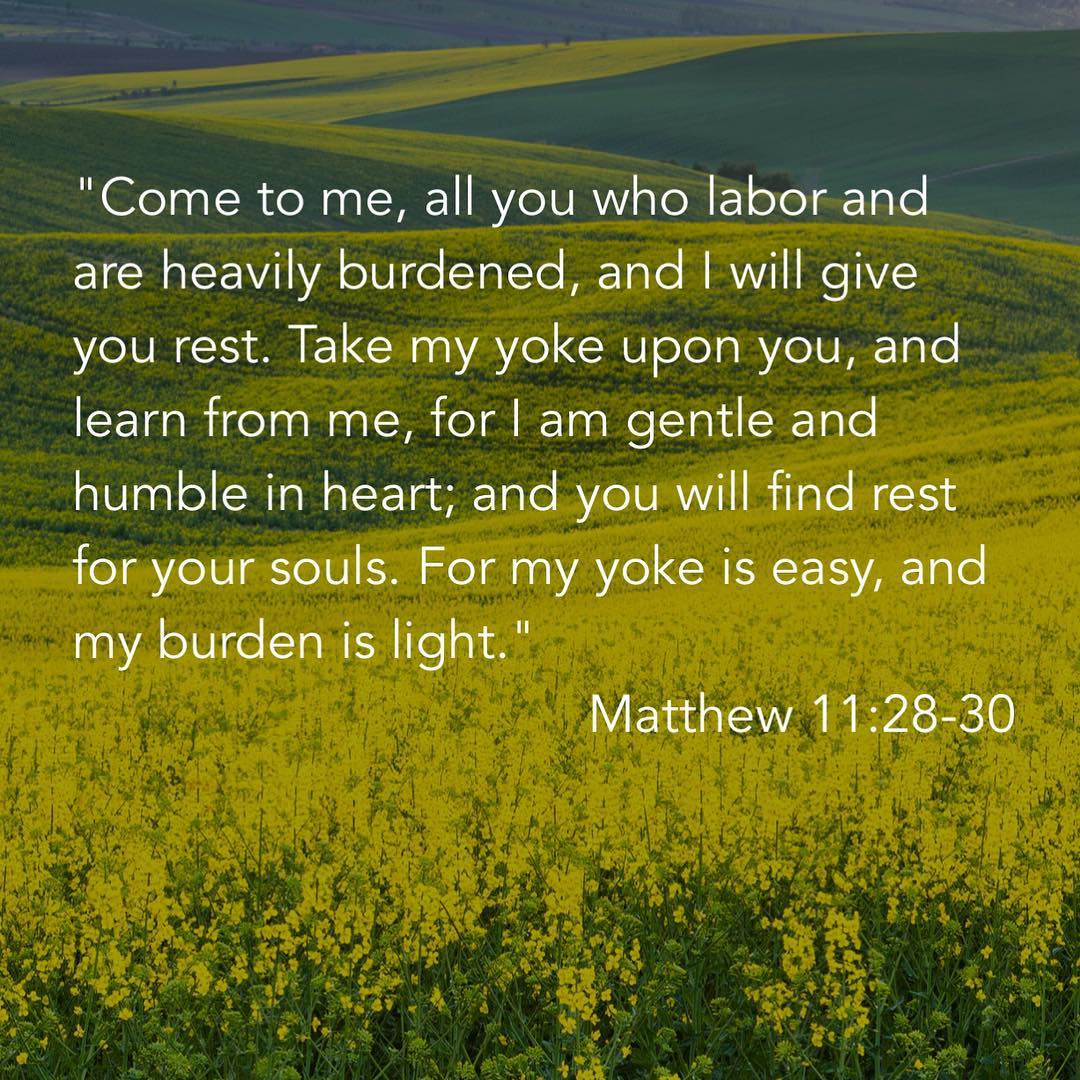 "Come to me, all you who labor and
are heavily burdened, and I will give
you rest. Take my yoke upon you, and
learn from me, for I am gentle and
humble in heart; and you will find rest
for your souls. For my yoke is easy, and
my burden is light."
Matthew 11:28-30